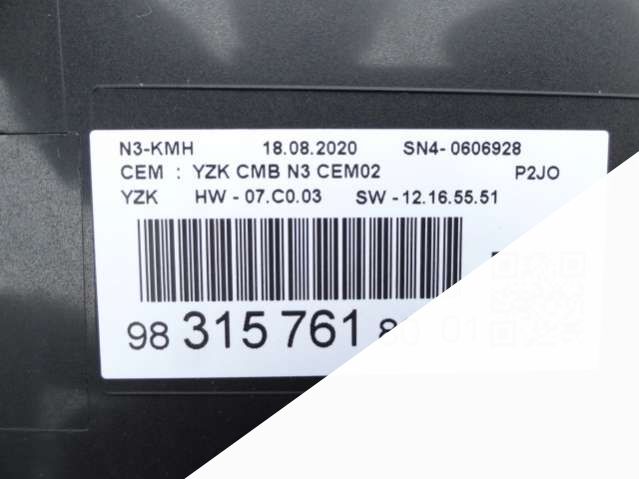 N3-KMH 18.08.2020 SN4- 0606928
CEM : YZK CMB N3 CEM02 P2JO
YZK HW - 07.C0.03 SW - 12.16.55.51
98 315 761 01